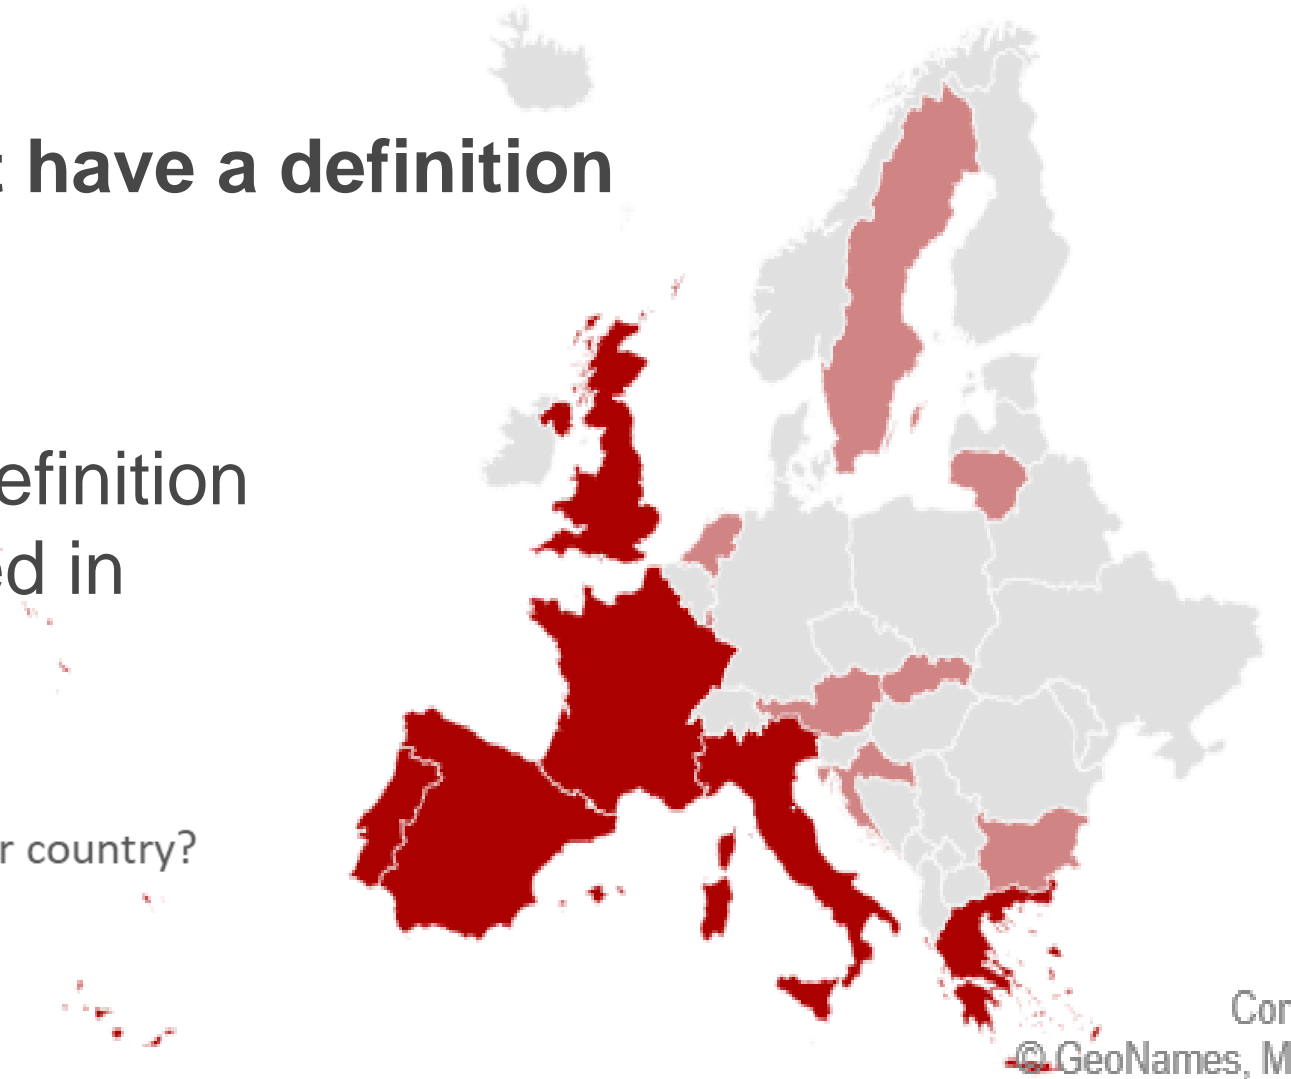 t have a definition
efinition
ed in
r country?
Cor
© GeoNames, M